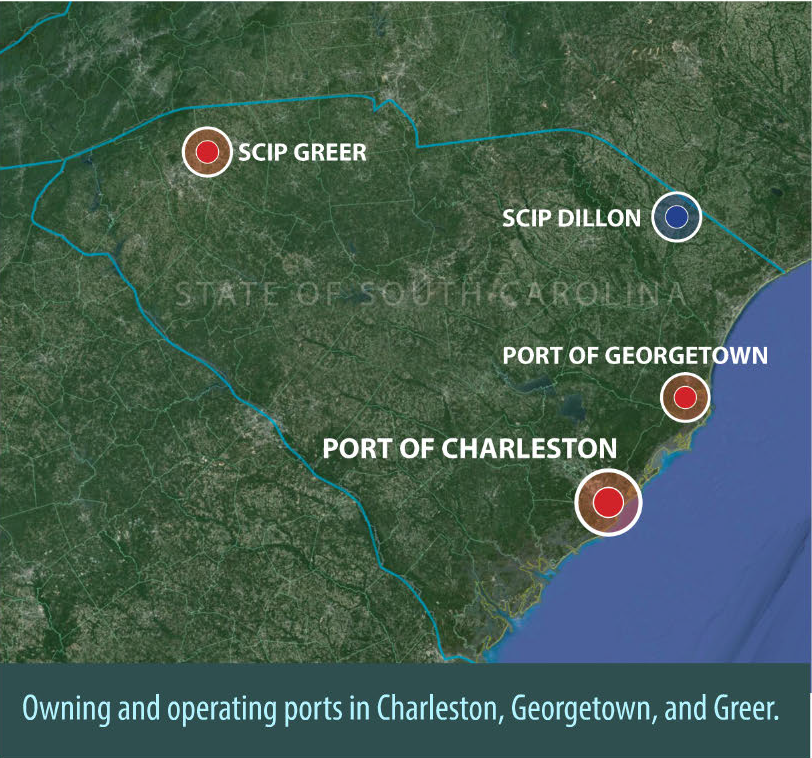 SCIP GREER
SCIP DILLON
STATE OF SOUTH CAROLINA
PORT OF GEORGETOWN
PORT OF CHARLESTON
Owning and operating ports in Charleston, Georgetown, and Greer.